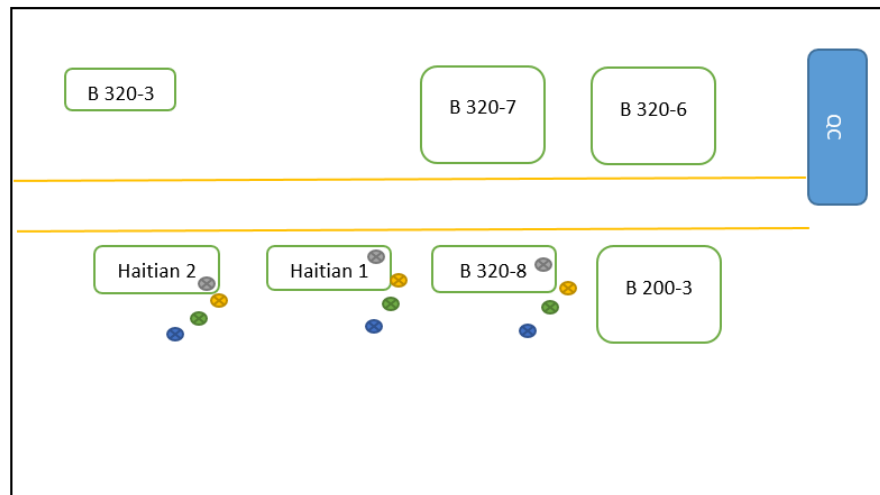 B 320-3
B 320-7
B 320-6
QC
Haitian 2
Haitian 1
B 320-8
B 200-3